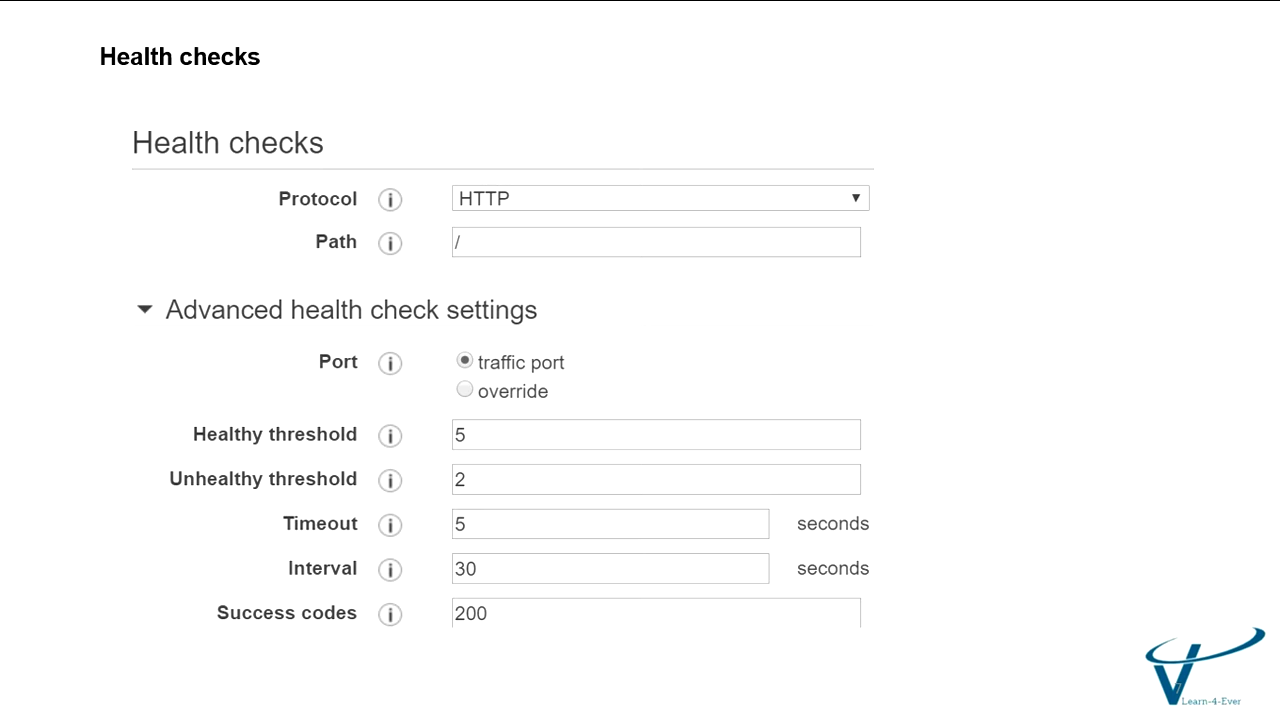 Health checks
Health checks
Protocol HTTP
Path /
Advanced health check settings
Port traffic port
override
Healthy threshold 5
Unhealthy threshold 2
Timeout 5 seconds
Interval 30 seconds
Success codes 200
Learn-4-Ever